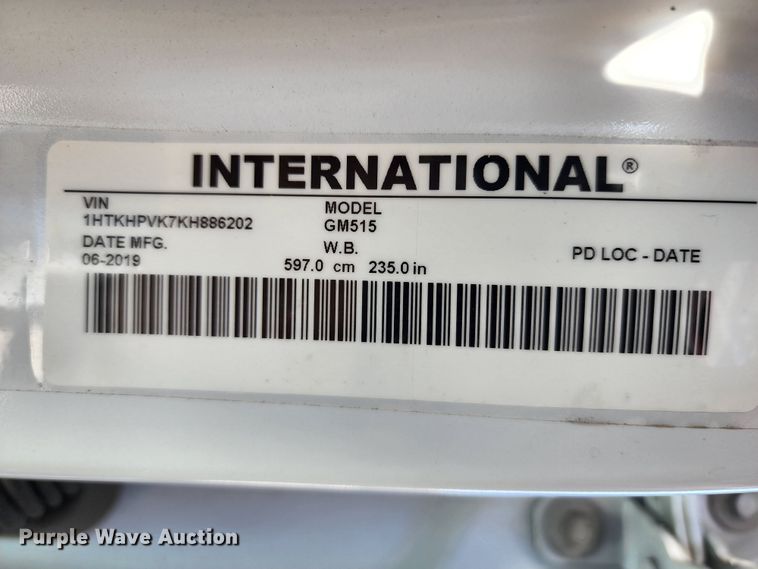 INTERNATIONAL®
VIN
1HTKHPVK7KH886202
MODEL
GM515
DATE MFG.
06-2019
W.B.
597.0 cm 235.0 in
PD LOC - DATE
Purple Wave Auction